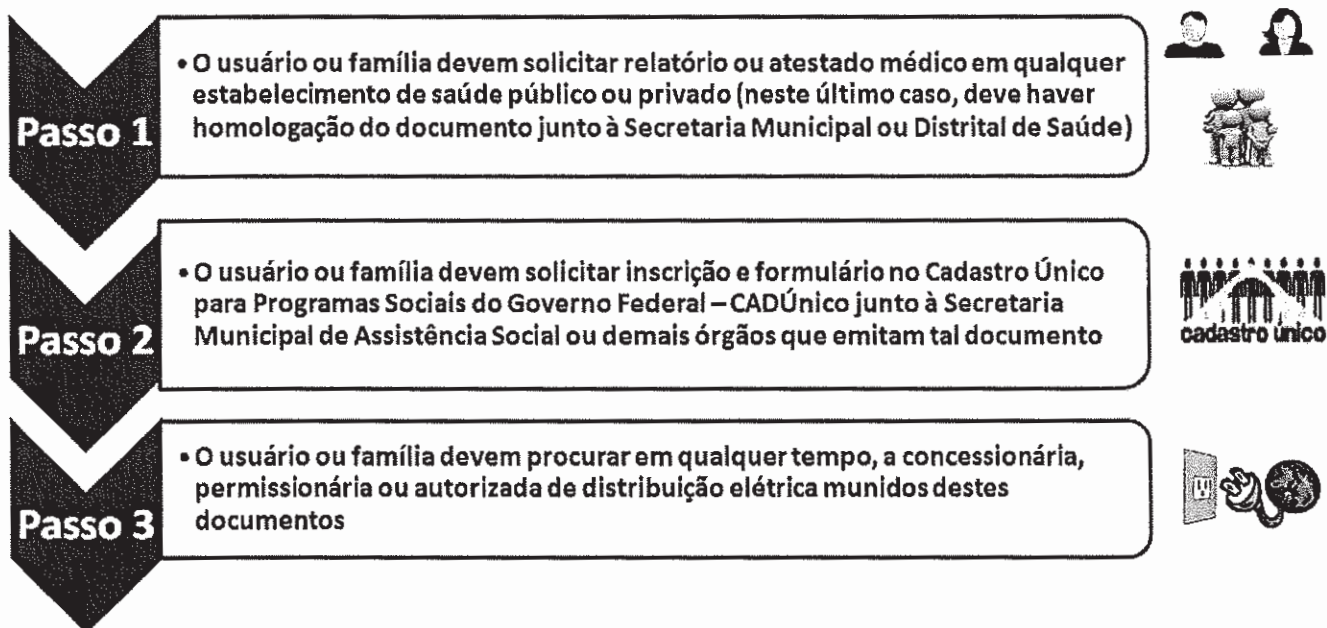 Passo 1
• O usuário ou família devem solicitar relatório ou atestado médico em qualquer
estabelecimento de saúde público ou privado (neste último caso, deve haver
homologação do documento junto à Secretaria Municipal ou Distrital de Saúde)
Passo 2
• O usuário ou família devem solicitar inscrição e formulário no Cadastro Único
para Programas Sociais do Governo Federal – CADÚnico junto à Secretaria
Municipal de Assistência Social ou demais órgãos que emitam tal documento
cadastro único
Passo 3
• O usuário ou família devem procurar em qualquer tempo, a concessionária,
permissionária ou autorizada de distribuição elétrica munidos destes
documentos